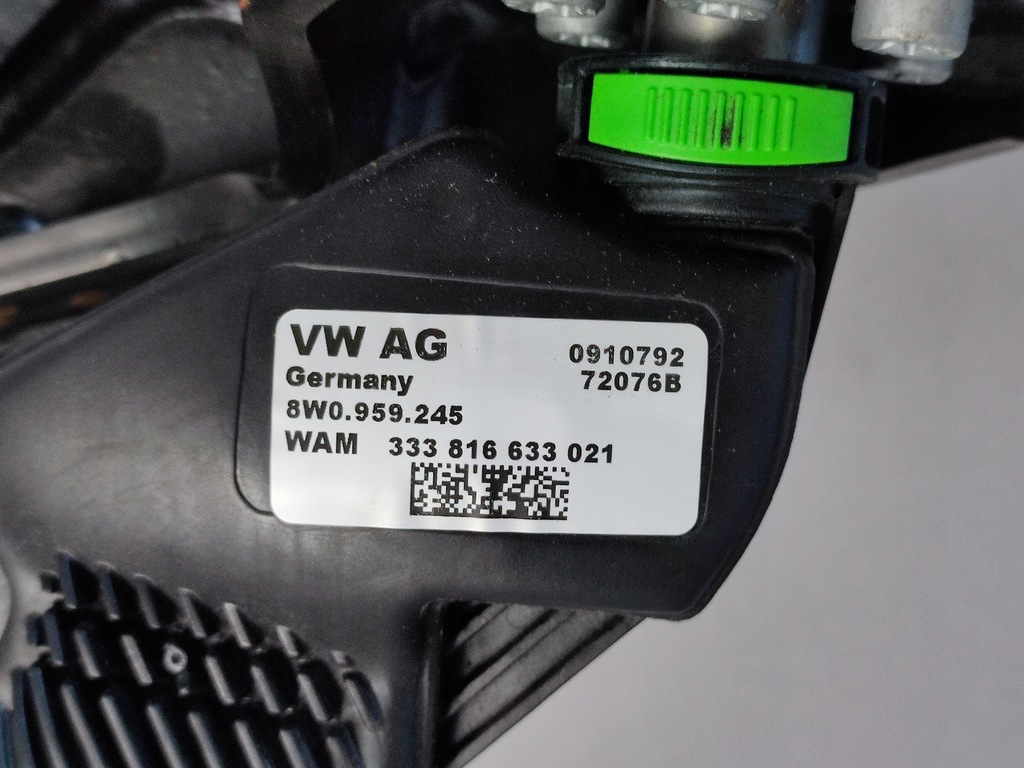 VW AG 0910792
Germany 72076B
8W0.959.245
WAM 333 816 633 021